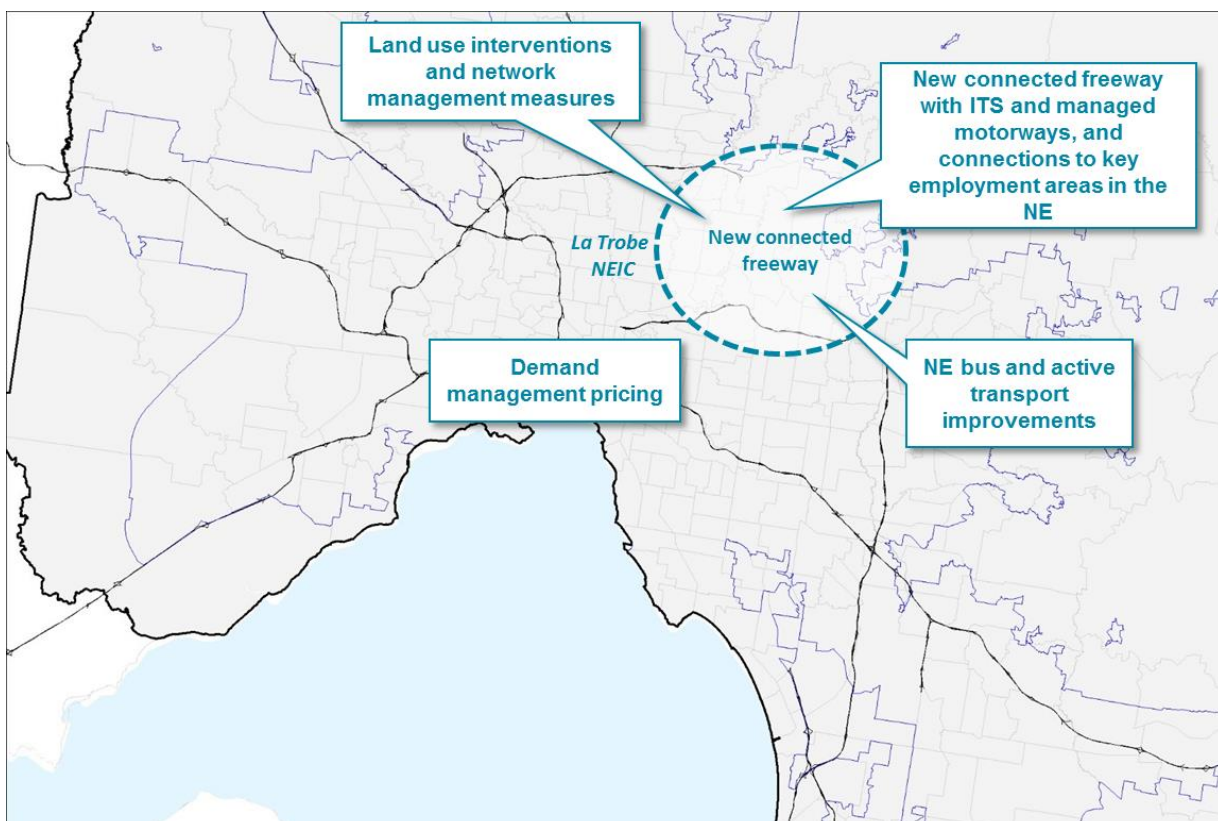 Land use interventions
and network
management measures
New connected freeway
with ITS and managed
motorways, and
connections to key
employment areas in the
NE
La Trobe
NEIC
New connected
freeway
Demand
management pricing
NE bus and active
transport
improvements